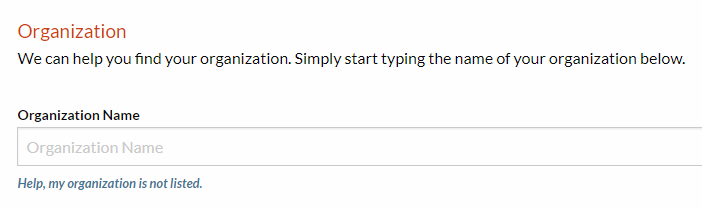 Organization
We can help you find your organization. Simply start typing the name of your organization below.
Organization Name
Organization Name
Help, my organization is not listed.